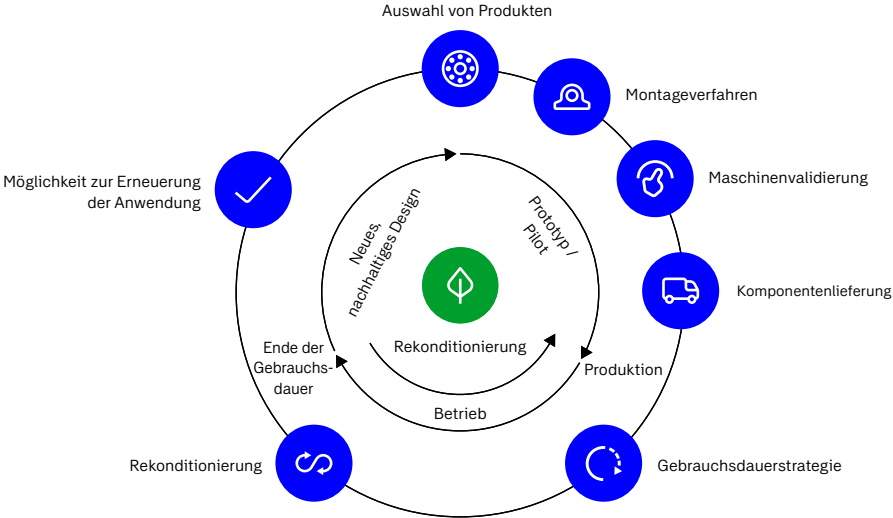 Auswahl von Produkten
Montageverfahren
Möglichkeit zur Erneuerung
der Anwendung
Maschinenvalidierung
Neues,
nachhaltiges Design
Prototyp /
Pilot
Komponentenlieferung
Ende der
Gebrauchs-
dauer
Rekonditionierung
Produktion
Betrieb
Rekonditionierung
Gebrauchsdauerstrategie